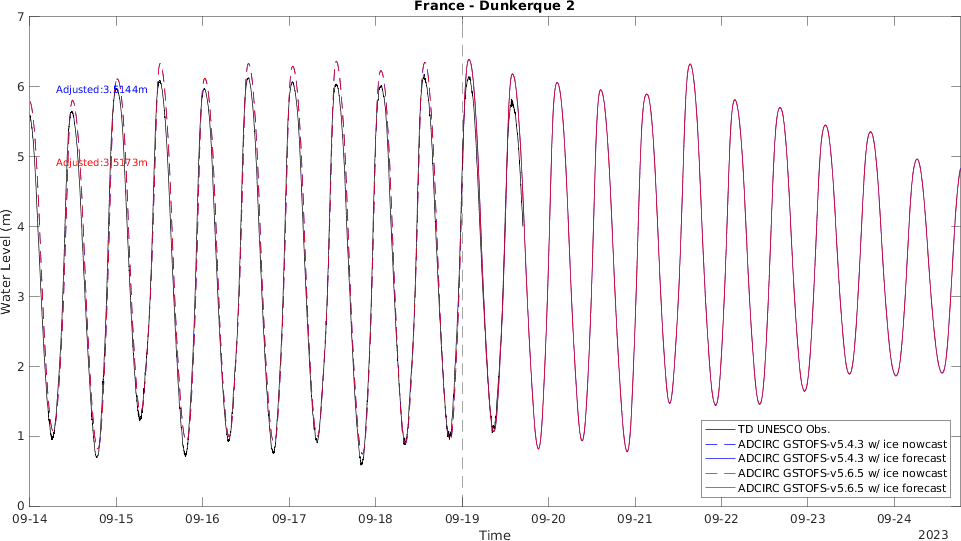 France - Dunkerque 2
Water Level (m)
7
6
5
4
3
2
1
0
Adjusted:3.5144m
Adjusted:3.5173m
TD UNESCO Obs.
ADCIRC GSTOFS-v5.4.3 w/ ice nowcast
ADCIRC GSTOFS-v5.4.3 w/ ice forecast
ADCIRC GSTOFS-v5.6.5 w/ ice nowcast
ADCIRC GSTOFS-v5.6.5 w/ ice forecast
09-14 09-15 09-16 09-17 09-18 09-19 09-20 09-21 09-22 09-23 09-24
Time
2023